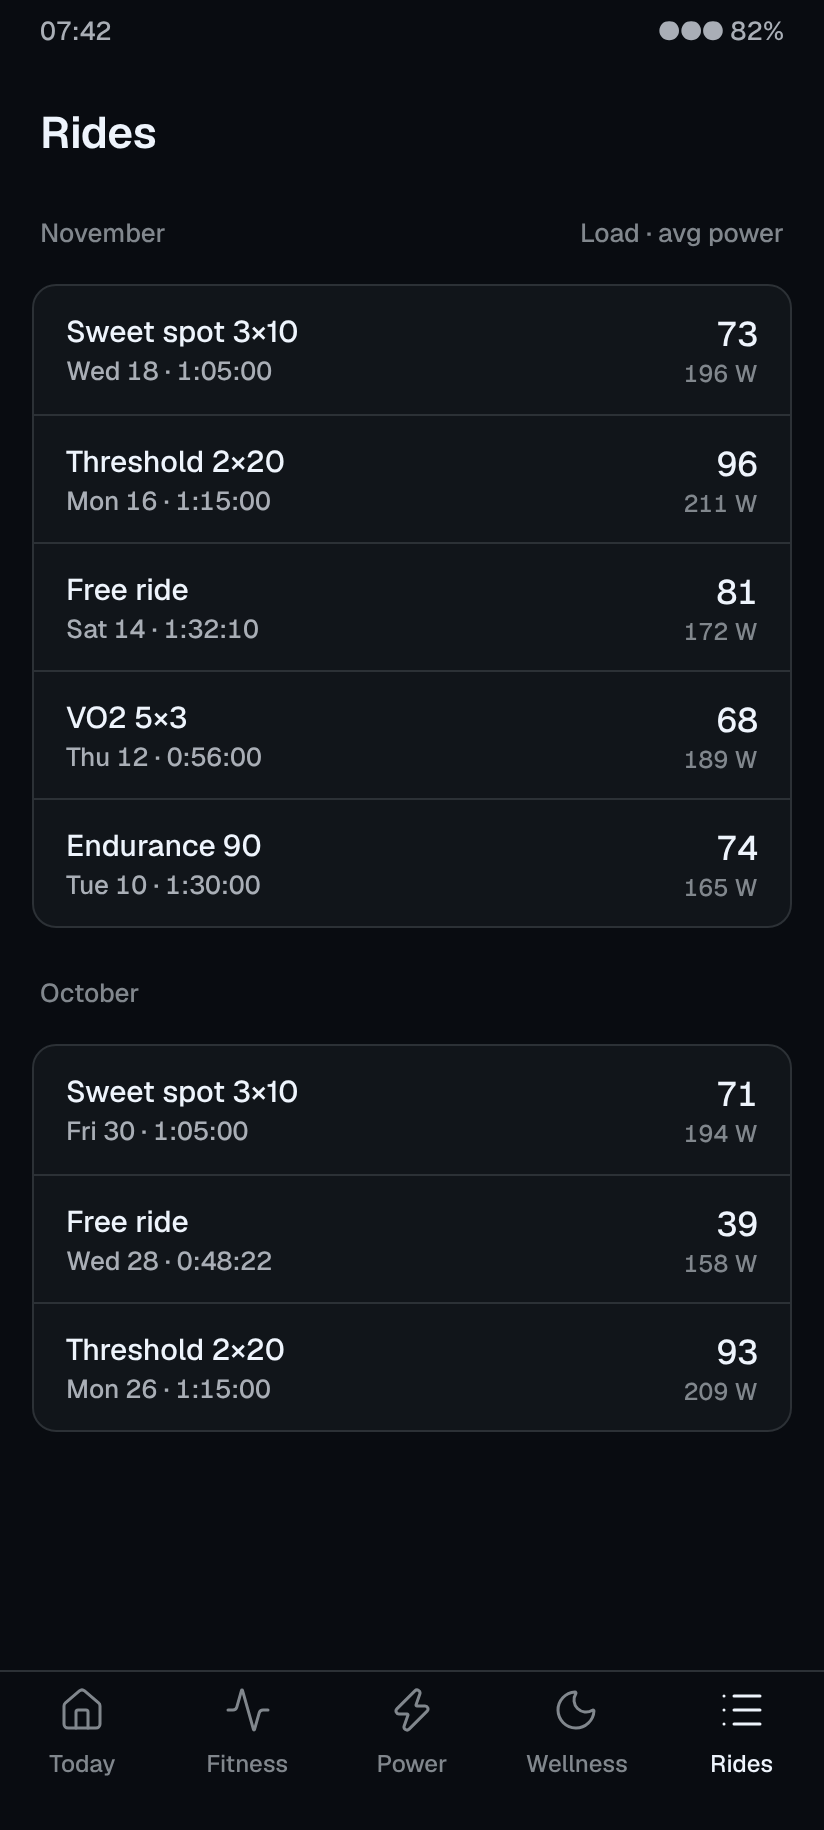 07:42 82%
Rides
November Load · avg power
Sweet spot 3×10 73
Wed 18 · 1:05:00 196 W
Threshold 2×20 96
Mon 16 · 1:15:00 211 W
Free ride 81
Sat 14 · 1:32:10 172 W
VO2 5×3 68
Thu 12 · 0:56:00 189 W
Endurance 90 74
Tue 10 · 1:30:00 165 W
October
Sweet spot 3×10 71
Fri 30 · 1:05:00 194 W
Free ride 39
Wed 28 · 0:48:22 158 W
Threshold 2×20 93
Mon 26 · 1:15:00 209 W
Today Fitness Power Wellness Rides